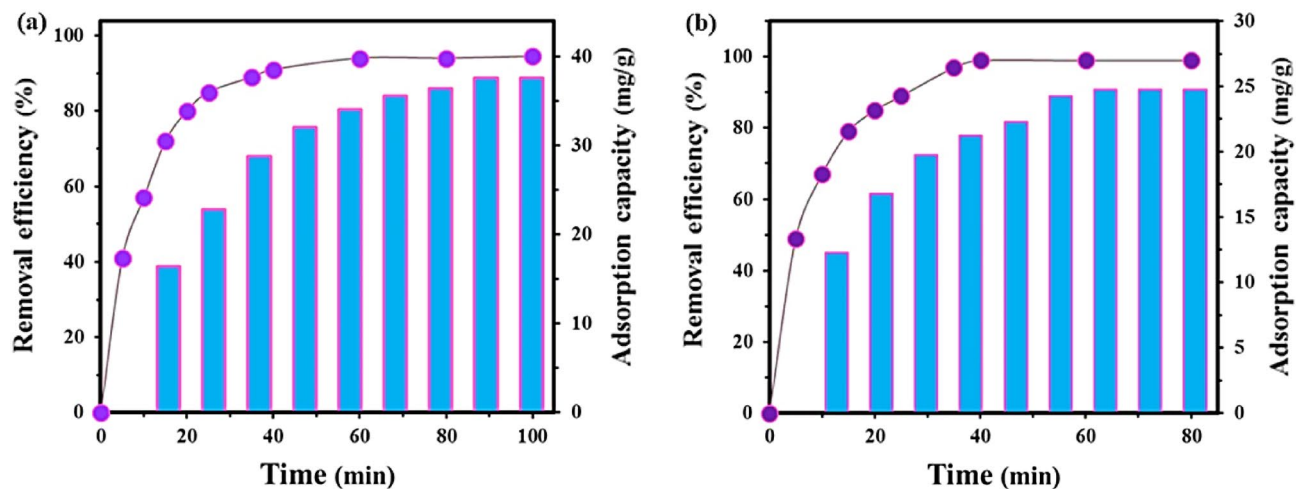 (a)
Removal efficiency (%)
100
80
60
40
20
0
0 20 40 60 80 100
Time (min)
40
30
20
10
0
Adsorption capacity (mg/g)
(b)
Removal efficiency (%)
100
80
60
40
20
0
0 20 40 60 80
Time (min)
30
25
20
15
10
5
0
Adsorption capacity (mg/g)